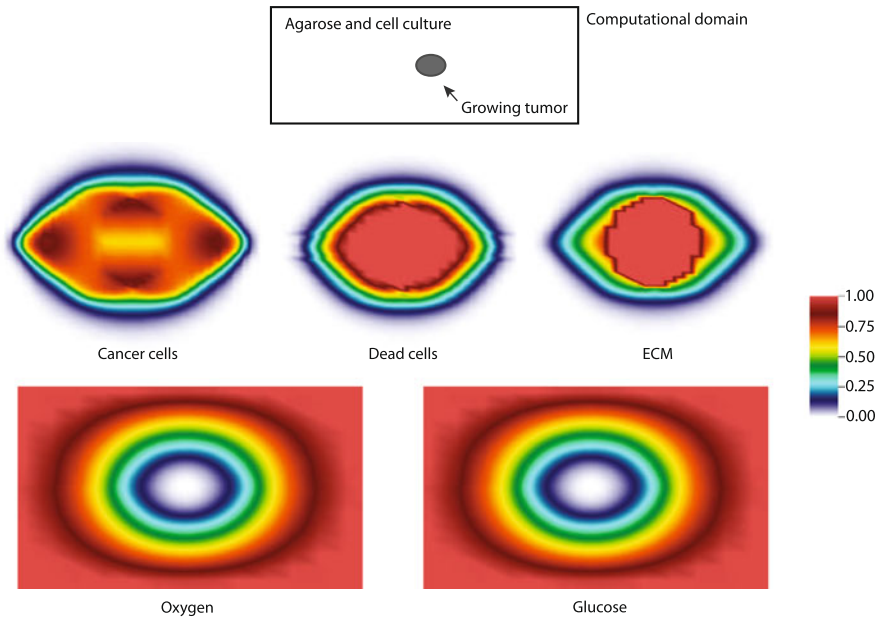 Agarose and cell culture
Computational domain
Growing tumor
Cancer cells
Dead cells
ECM
1.00
0.75
0.50
0.25
0.00
Oxygen
Glucose